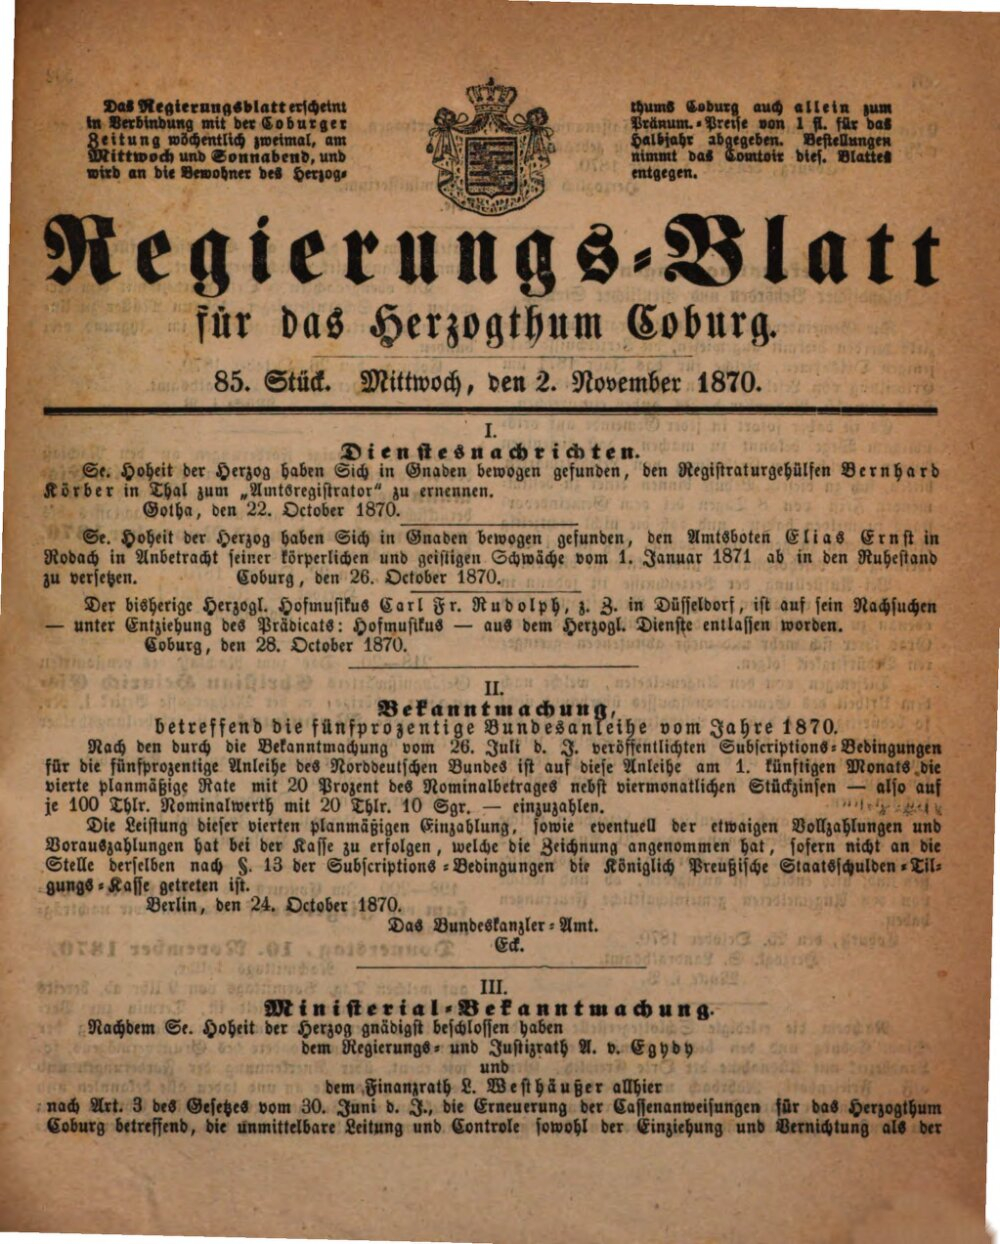 Das Regierungsblatt erscheint
in Verbindung mit der Coburger
Zeitung wöchentlich zweimal, am
Mittwoch und Sonnabend, und
wird an die Bewohner des Herzog-
thums Coburg auch allein zum
Pränum.-Preise von 1 fl. für das
Halbjahr abgegeben. Bestellungen
nimmt das Comtoir dies. Blattes
entgegen.
Regierungs-Blatt
für das Herzogthum Coburg.
85. Stück. Mittwoch, den 2. November 1870.
I.
Dienstesnachrichten.
Se. Hoheit der Herzog haben Sich in Gnaden bewogen gefunden, den Registraturgehülfen Bernhard
Körber in Thal zum „Amtsregistrator“ zu ernennen.
Gotha, den 22. October 1870.
Se. Hoheit der Herzog haben Sich in Gnaden bewogen gefunden, den Amtsboten Elias Ernst in
Rodach in Anbetracht seiner körperlichen und geistigen Schwäche vom 1. Januar 1871 ab in den Ruhestand
zu versetzen. Coburg, den 26. October 1870.
Der bisherige Herzogl. Hofmusikus Carl Fr. Rudolph, z. Z. in Düsseldorf, ist auf sein Nachsuchen
— unter Entziehung des Prädicats: Hofmusikus — aus dem Herzogl. Dienste entlassen worden.
Coburg, den 28. October 1870.
II.
Bekanntmachung,
betreffend die fünfprozentige Bundesanleihe vom Jahre 1870.
Nach den durch die Bekanntmachung vom 26. Juli d. J. veröffentlichten Subscriptions-Bedingungen
für die fünfprozentige Anleihe des Norddeutschen Bundes ist auf diese Anleihe am 1. künftigen Monats die
vierte planmäßige Rate mit 20 Prozent des Nominalbetrages nebst viermonatlichen Stückzinsen — also auf
je 100 Thlr. Nominalwerth mit 20 Thlr. 10 Sgr. — einzuzahlen.
Die Leistung dieser vierten planmäßigen Einzahlung, sowie eventuell der etwaigen Vollzahlungen und
Vorauszahlungen hat bei der Kasse zu erfolgen, welche die Zeichnung angenommen hat, sofern nicht an die
Stelle derselben nach §. 13 der Subscriptions-Bedingungen die Königlich Preußische Staatsschulden-Til-
gungs-Kasse getreten ist.
Berlin, den 24. October 1870.
Das Bundeskanzler-Amt.
Eck.
III.
Ministerial-Bekanntmachung.
Nachdem Se. Hoheit der Herzog gnädigst beschlossen haben
dem Regierungs- und Justizrath A. v. Egydy
und
dem Finanzrath L. Westhäußer allhier
nach Art. 3 des Gesetzes vom 30. Juni d. J., die Erneuerung der Cassenanweisungen für das Herzogthum
Coburg betreffend, die unmittelbare Leitung und Controle sowohl der Einziehung und Vernichtung als der